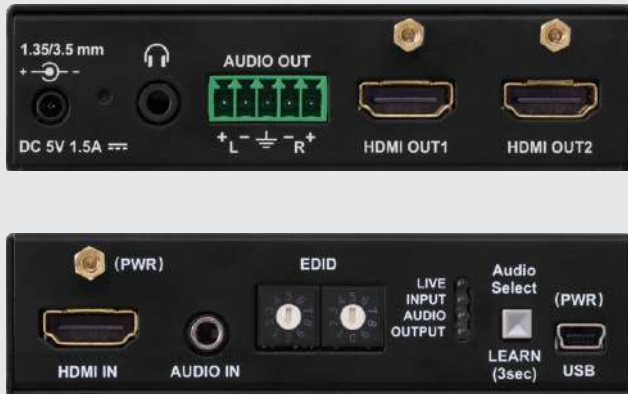 1.35/3.5 mm
+ -
DC 5V 1.5A
AUDIO OUT
+ L - - R +
HDMI OUT1
HDMI OUT2
(PWR)
HDMI IN
AUDIO IN
EDID
LIVE
INPUT
AUDIO
OUTPUT
Audio
Select
LEARN
(3sec)
(PWR)
USB